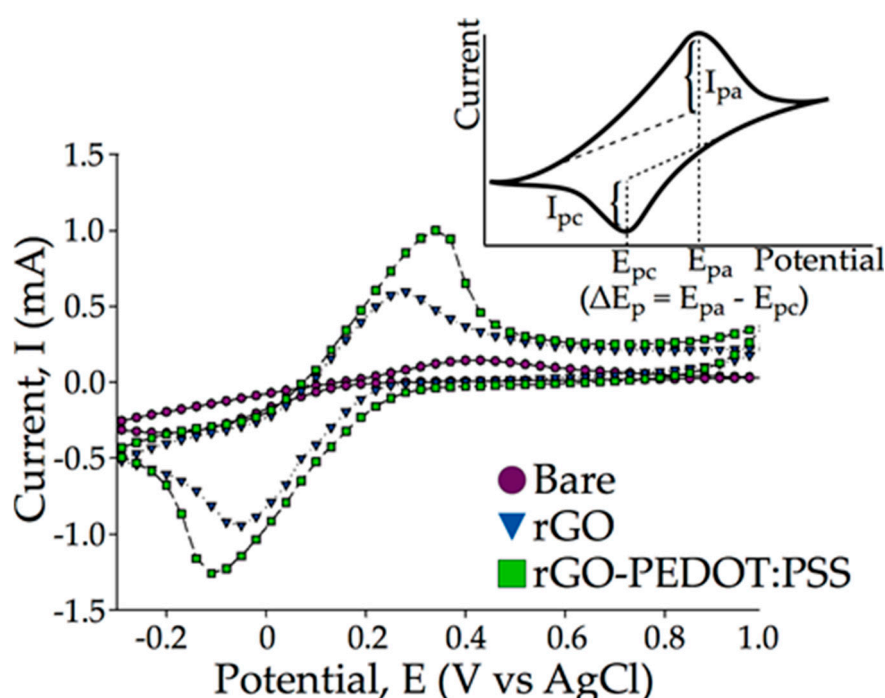 Current
I_pa
I_pc
E_pc E_pa Potential
(ΔE_p = E_pa - E_pc)
Current, I (mA)
1.5
1.0
0.5
0.0
-0.5
-1.0
-1.5
Bare
rGO
rGO-PEDOT:PSS
-0.2 0 0.2 0.4 0.6 0.8 1.0
Potential, E (V vs AgCl)